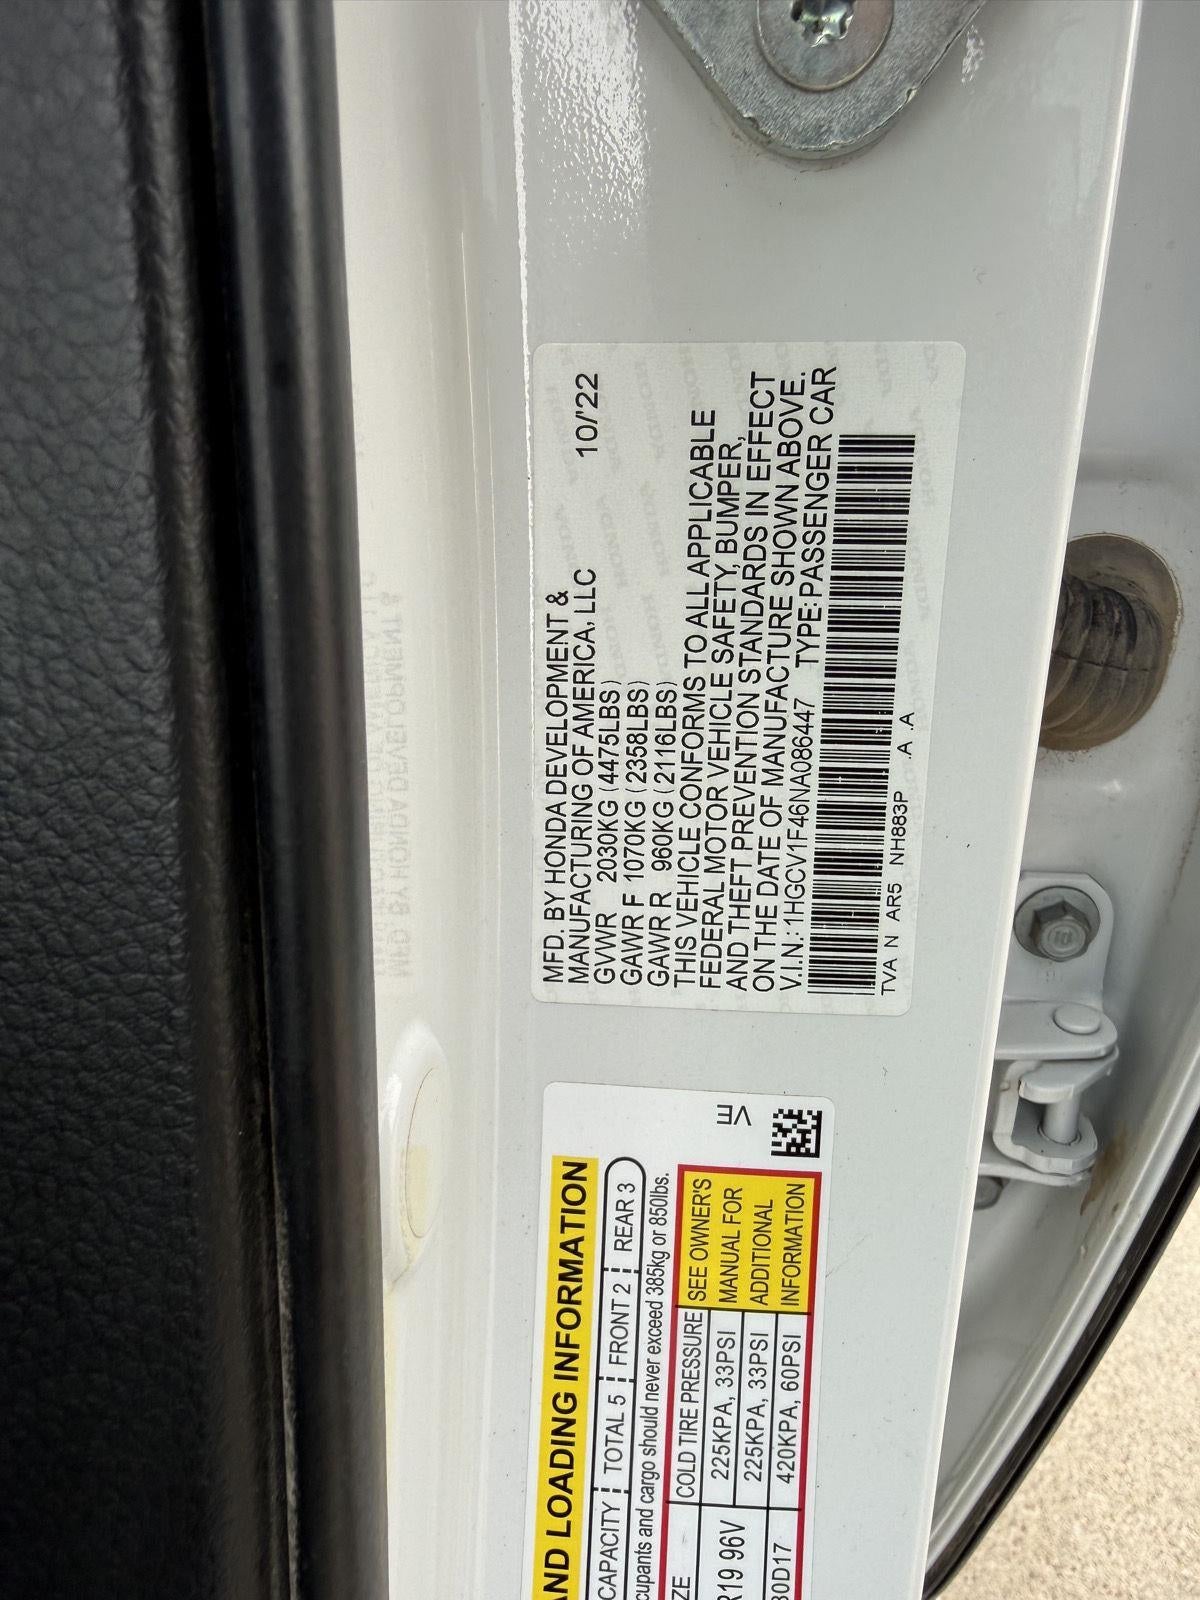 MFD. BY HONDA DEVELOPMENT &
MANUFACTURING OF AMERICA, LLC 10/'22
GVWR 2030KG (4475LBS)
GAWR F 1070KG (2358LBS)
GAWR R 960KG (2116LBS)
THIS VEHICLE CONFORMS TO ALL APPLICABLE
FEDERAL MOTOR VEHICLE SAFETY, BUMPER,
AND THEFT PREVENTION STANDARDS IN EFFECT
ON THE DATE OF MANUFACTURE SHOWN ABOVE.
V.I.N.: 1HGCV1F46NA086447 TYPE: PASSENGER CAR
TVA N AR5 NH883P .A .A
AND LOADING INFORMATION
CAPACITY TOTAL 5 FRONT 2 REAR 3
cupants and cargo should never exceed 385kg or 850lbs.
ZE COLD TIRE PRESSURE SEE OWNER'S
MANUAL FOR
ADDITIONAL
INFORMATION
R19 96V 225KPA, 33PSI
225KPA, 33PSI
80D17 420KPA, 60PSI
VE